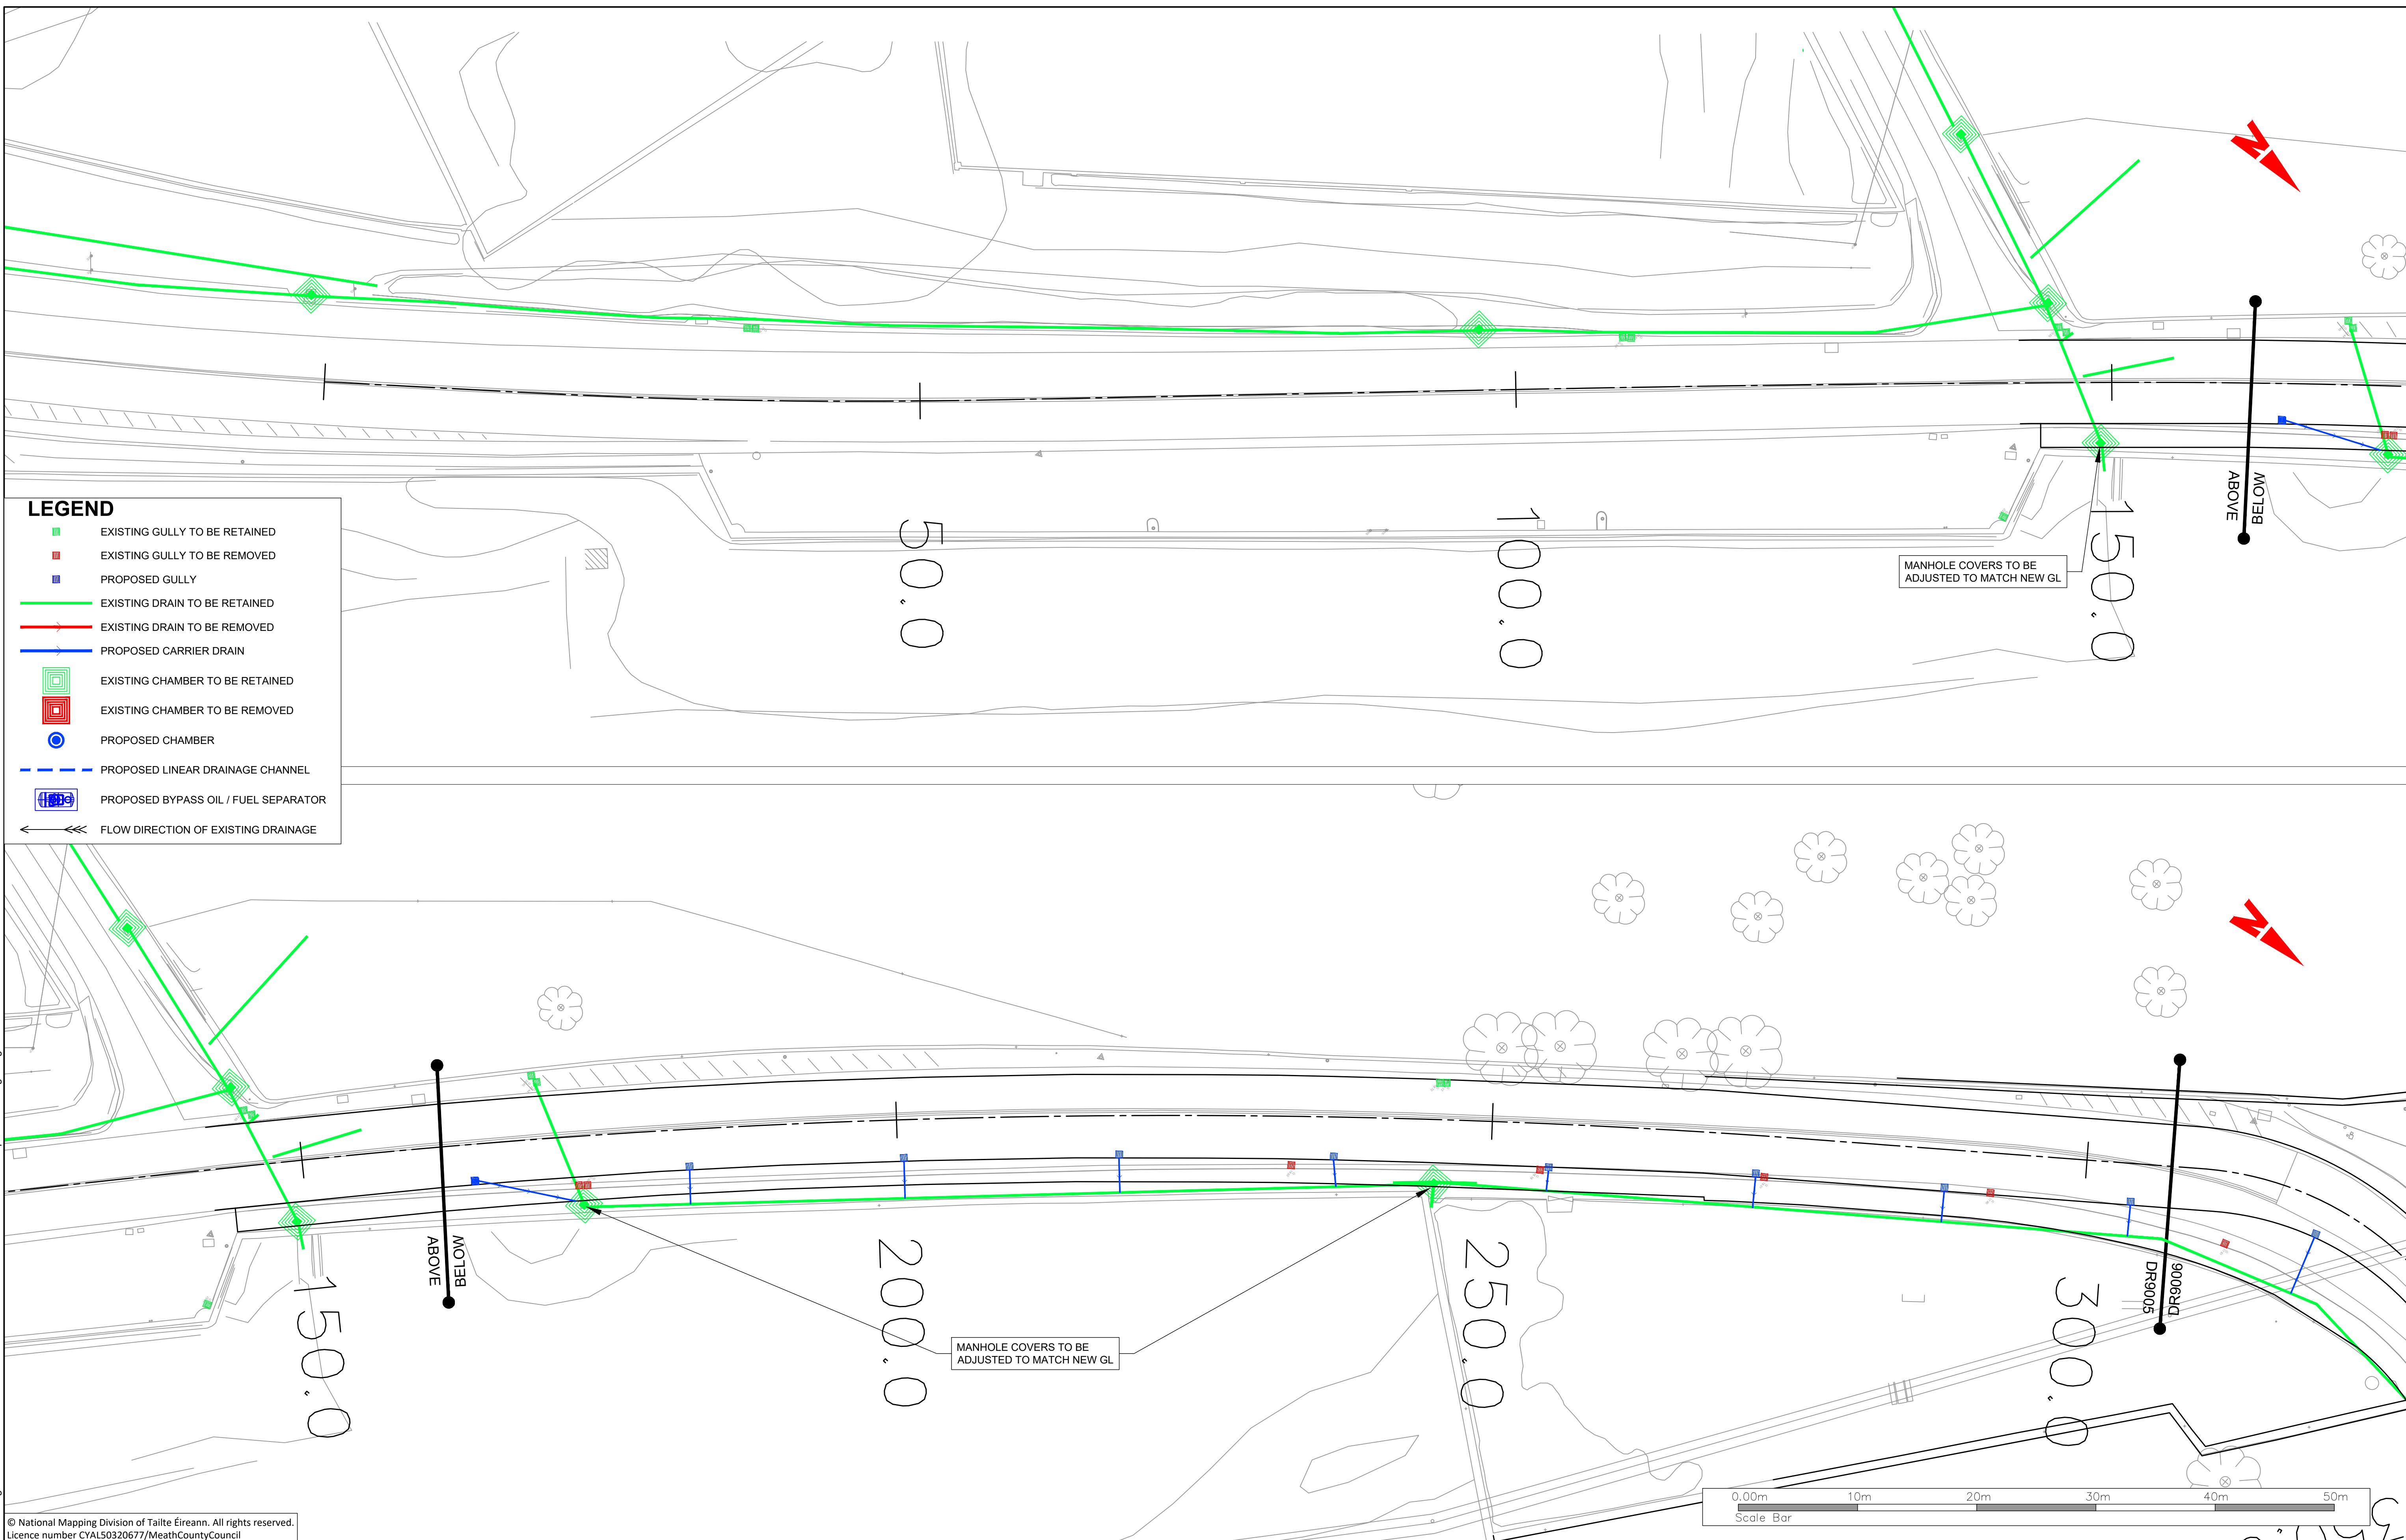 N
50.0
100.0
150.0
ABOVE
BELOW
MANHOLE COVERS TO BE
ADJUSTED TO MATCH NEW GL
LEGEND
EXISTING GULLY TO BE RETAINED
EXISTING GULLY TO BE REMOVED
PROPOSED GULLY
EXISTING DRAIN TO BE RETAINED
EXISTING DRAIN TO BE REMOVED
PROPOSED CARRIER DRAIN
EXISTING CHAMBER TO BE RETAINED
EXISTING CHAMBER TO BE REMOVED
PROPOSED CHAMBER
PROPOSED LINEAR DRAINAGE CHANNEL
PROPOSED BYPASS OIL / FUEL SEPARATOR
FLOW DIRECTION OF EXISTING DRAINAGE
N
ABOVE
BELOW
150.0
200.0
250.0
300.0
DR9005
DR9006
MANHOLE COVERS TO BE
ADJUSTED TO MATCH NEW GL
0.00m 10m 20m 30m 40m 50m
Scale Bar
© National Mapping Division of Tailte Éireann. All rights reserved.
Licence number CYAL50320677/MeathCountyCouncil